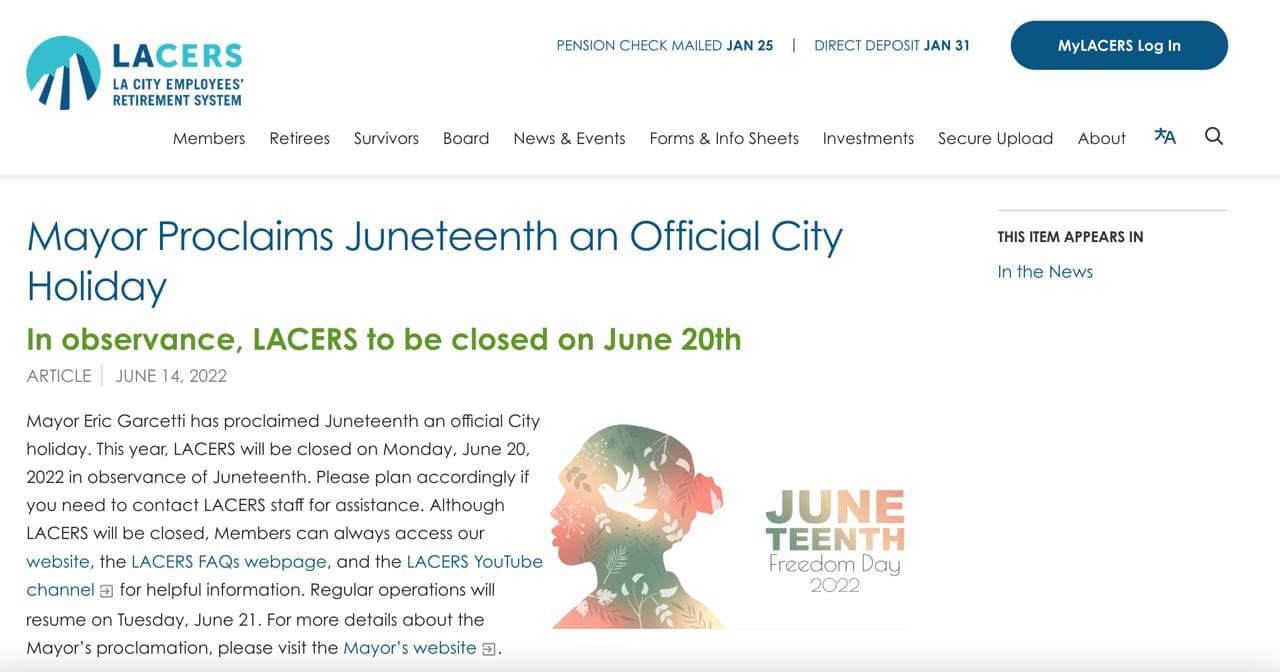 LACERS
LA CITY EMPLOYEES'
RETIREMENT SYSTEM
PENSION CHECK MAILED JAN 25 | DIRECT DEPOSIT JAN 31
MyLACERS Log In
Members Retirees Survivors Board News & Events Forms & Info Sheets Investments Secure Upload About
Mayor Proclaims Juneteenth an Official City
Holiday
In observance, LACERS to be closed on June 20th
ARTICLE | JUNE 14, 2022
Mayor Eric Garcetti has proclaimed Juneteenth an official City
holiday. This year, LACERS will be closed on Monday, June 20,
2022 in observance of Juneteenth. Please plan accordingly if
you need to contact LACERS staff for assistance. Although
LACERS will be closed, Members can always access our
website, the LACERS FAQs webpage, and the LACERS YouTube
channel for helpful information. Regular operations will
resume on Tuesday, June 21. For more details about the
Mayor's proclamation, please visit the Mayor's website.
JUNE
TEENTH
Freedom Day
2022
THIS ITEM APPEARS IN
In the News